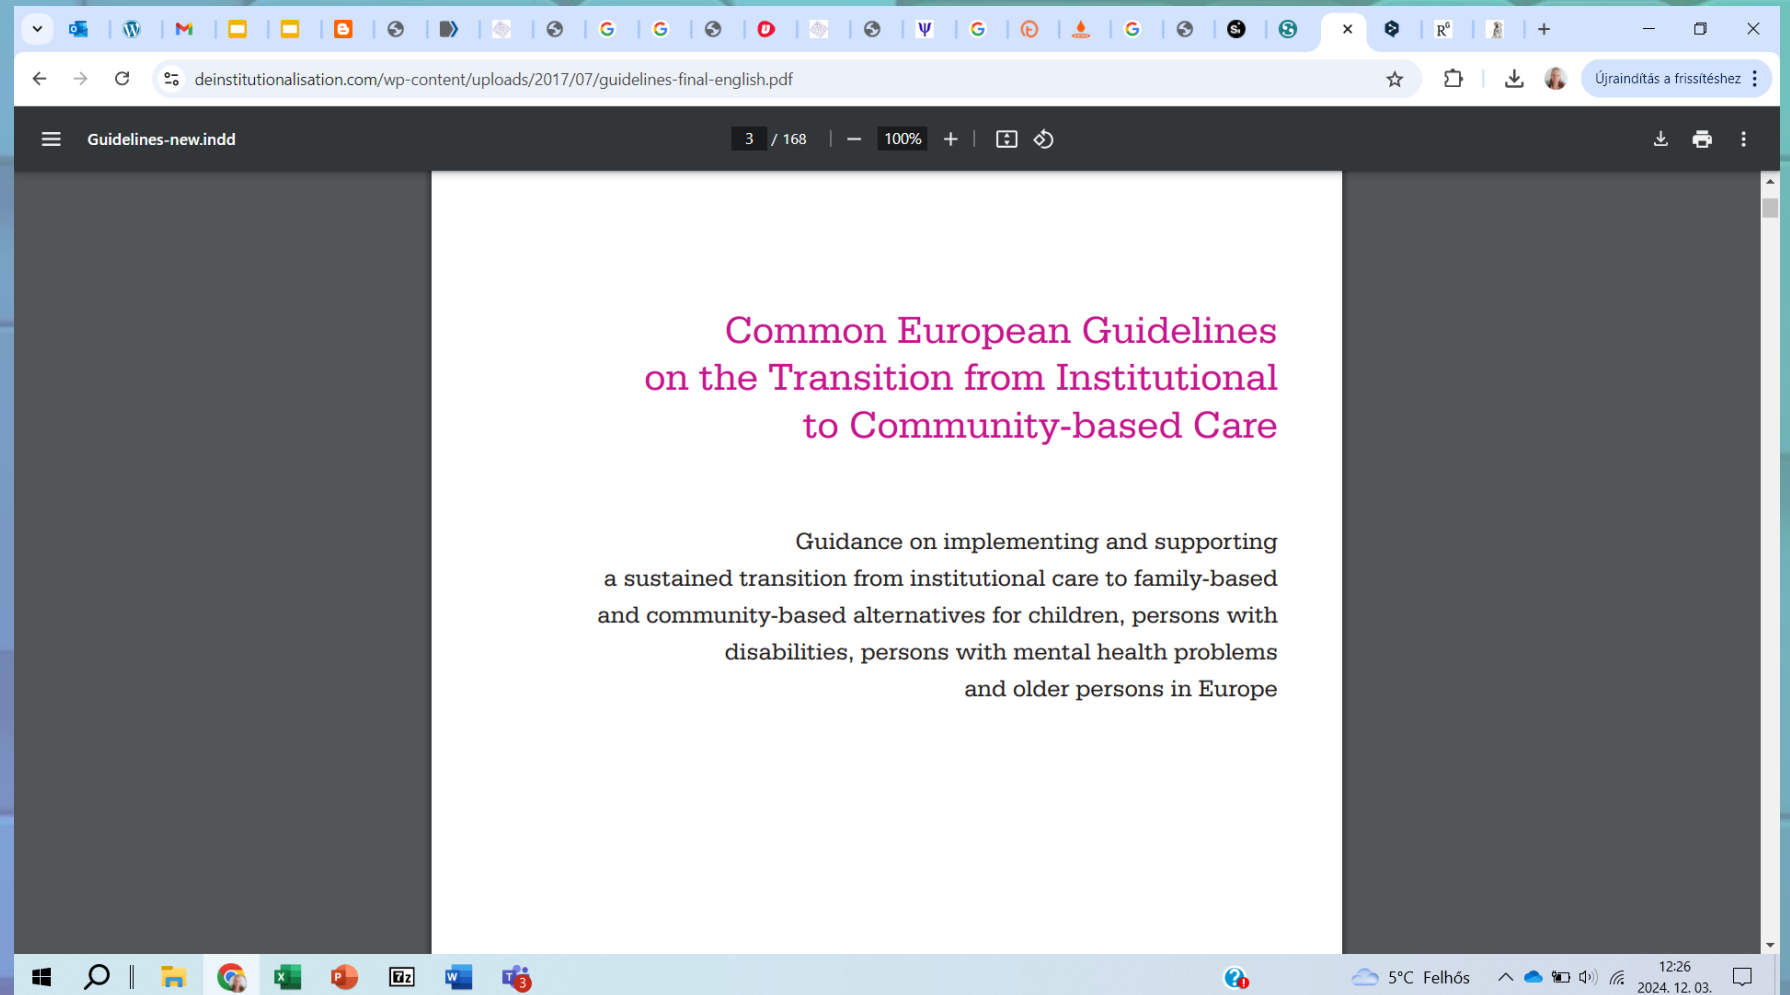 deinstitutionalisation.com/wp-content/uploads/2017/07/guidelines-final-english.pdf
Újraindítás a frissítéshez
Guidelines-new.indd
3 / 168
100%
Common European Guidelines
on the Transition from Institutional
to Community-based Care
Guidance on implementing and supporting
a sustained transition from institutional care to family-based
and community-based alternatives for children, persons with
disabilities, persons with mental health problems
and older persons in Europe
5°C Felhős
12:26
2024. 12. 03.